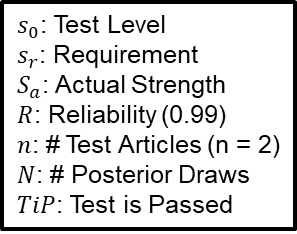 s₀: Test Level
sᵣ: Requirement
Sₐ: Actual Strength
R: Reliability (0.99)
n: # Test Articles (n = 2)
N: # Posterior Draws
TiP: Test is Passed